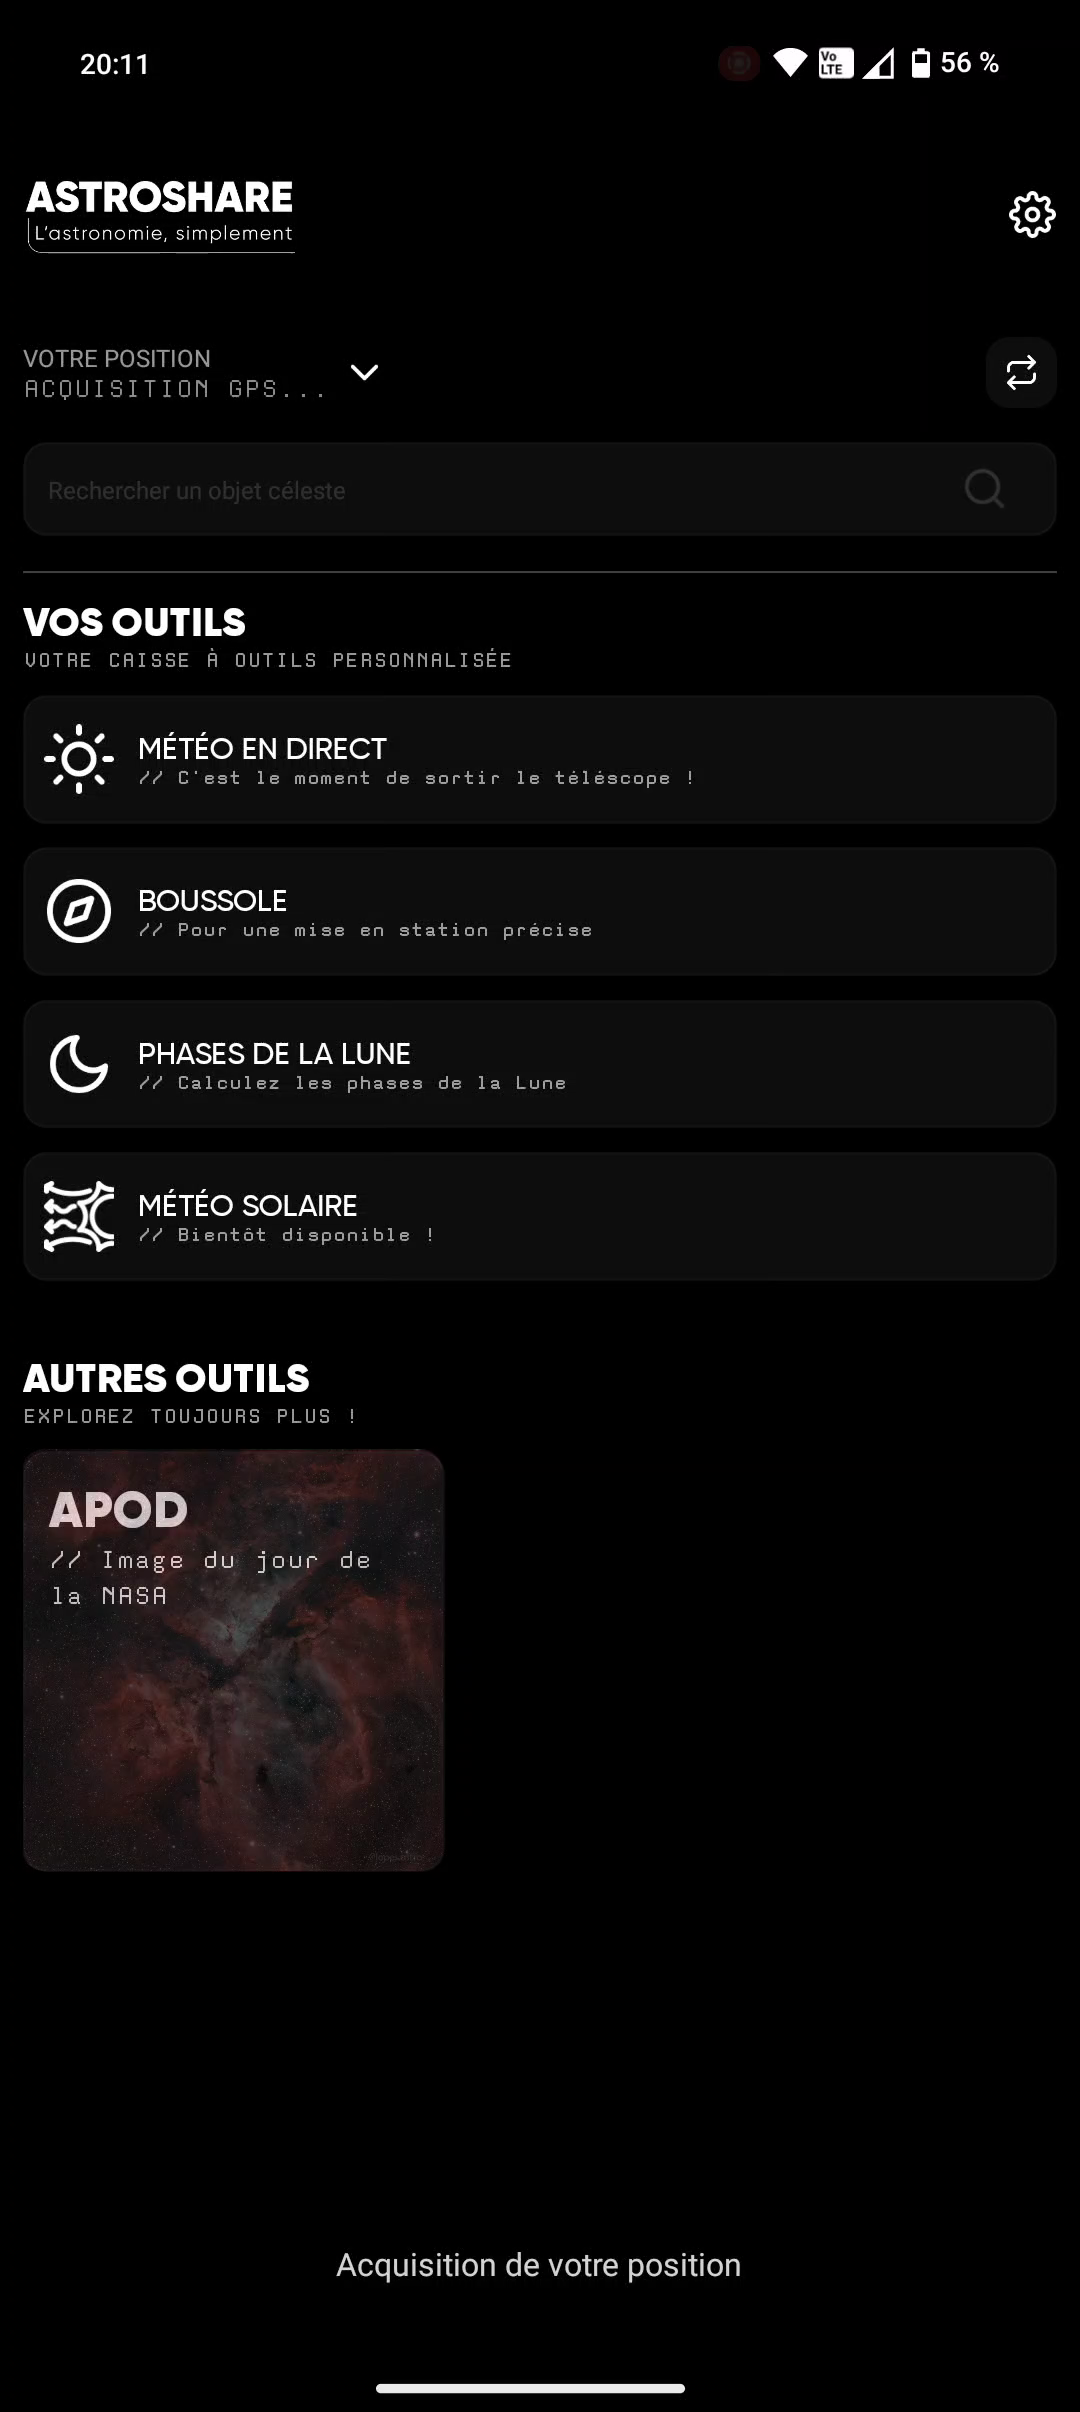 20:11
Vo LTE
56 %
ASTROSHARE
L'astronomie, simplement
VOTRE POSITION
ACQUISITION GPS...
Rechercher un objet céleste
VOS OUTILS
VOTRE CAISSE À OUTILS PERSONNALISÉE
MÉTÉO EN DIRECT
// C'est le moment de sortir le téléscope !
BOUSSOLE
// Pour une mise en station précise
PHASES DE LA LUNE
// Calculez les phases de la Lune
MÉTÉO SOLAIRE
// Bientôt disponible !
AUTRES OUTILS
EXPLOREZ TOUJOURS PLUS !
APOD
// Image du jour de
la NASA
Acquisition de votre position